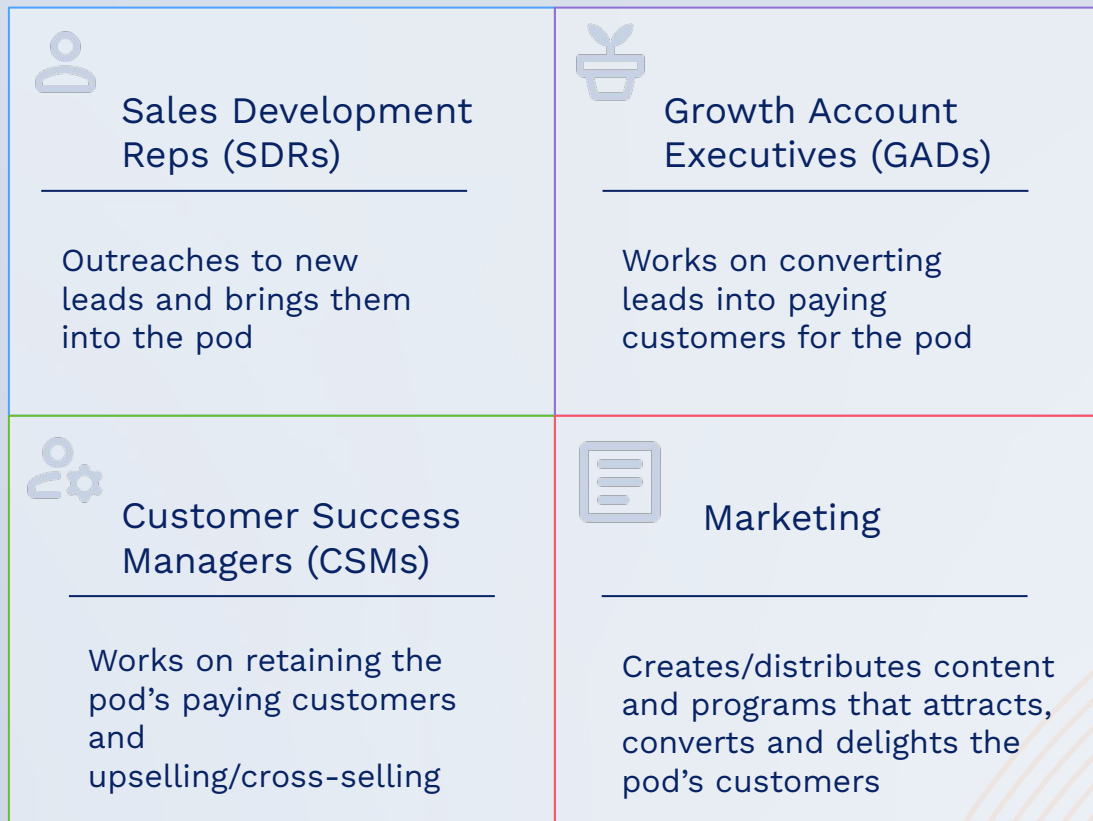 Sales Development
Reps (SDRs)
Outreaches to new
leads and brings them
into the pod
Growth Account
Executives (GADs)
Works on converting
leads into paying
customers for the pod
Customer Success
Managers (CSMs)
Works on retaining the
pod’s paying customers
and
upselling/cross-selling
Marketing
Creates/distributes content
and programs that attracts,
converts and delights the
pod’s customers